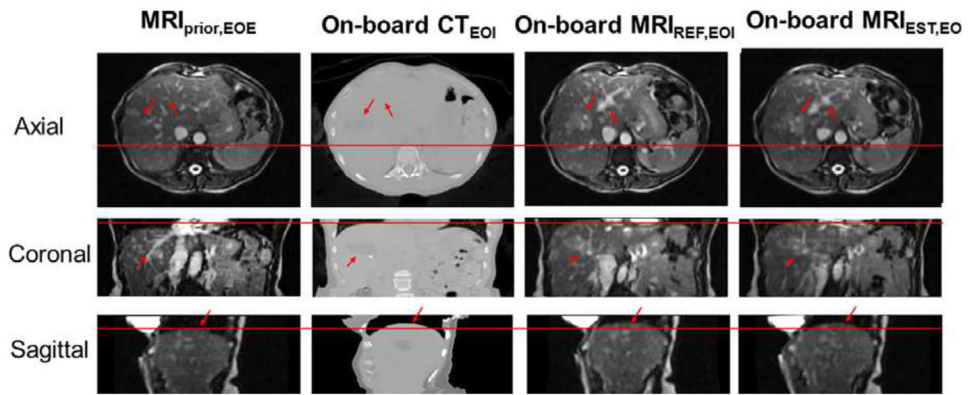 MRIprior,EOE On-board CTEOI On-board MRIREF,EOI On-board MRIEST,EO
Axial
Coronal
Sagittal